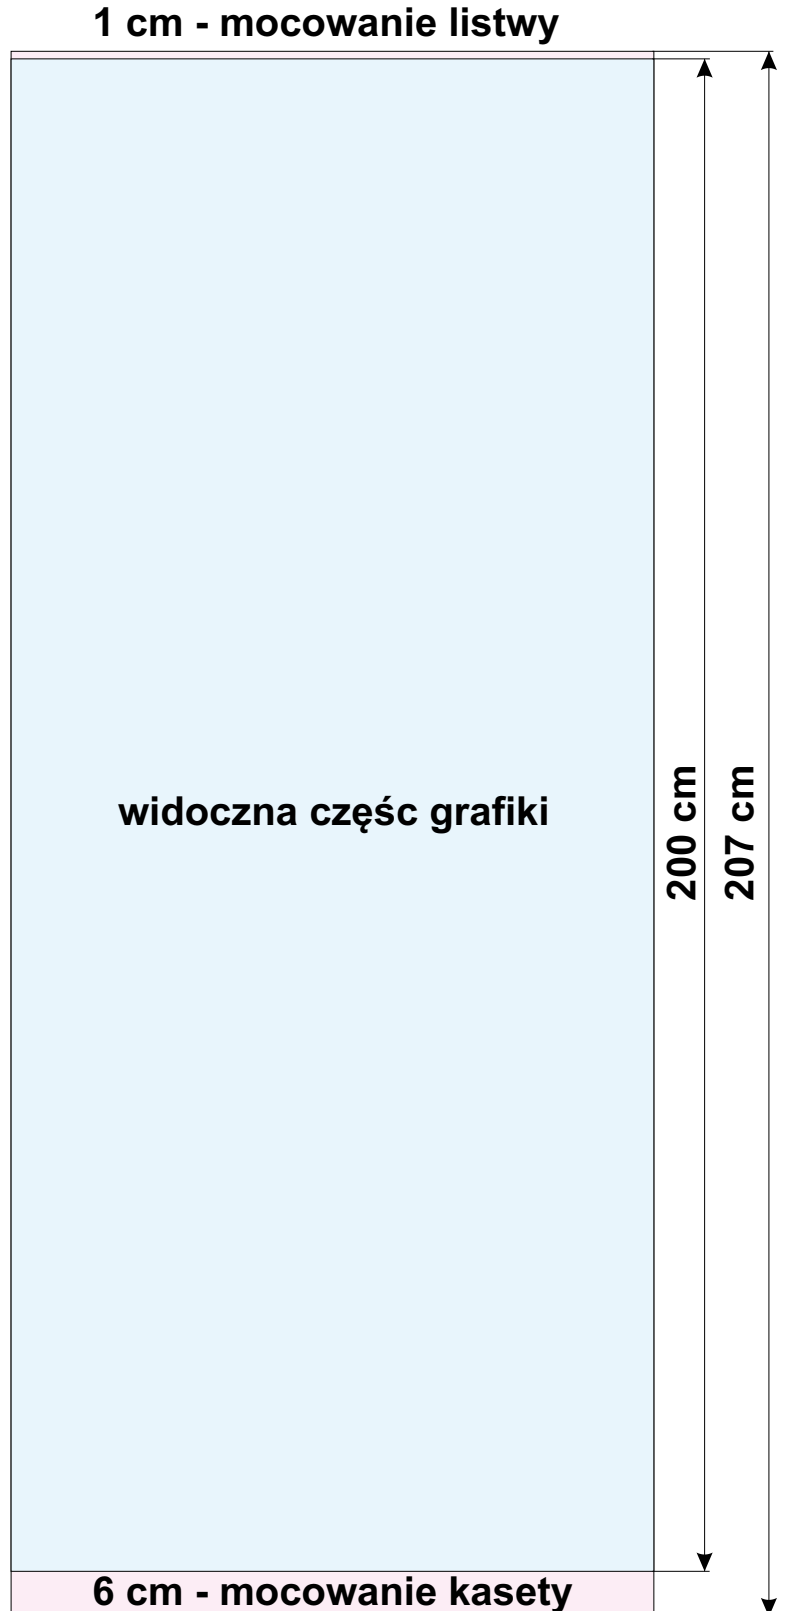 1 cm - mocowanie listwy
widoczna częśc grafiki
200 cm
207 cm
6 cm - mocowanie kasety